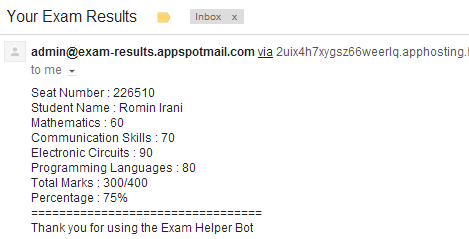 Your Exam Results
Inbox x
admin@exam-results.appspotmail.com via 2uix4h7xygsz66weerlq.apphosting.
to me
Seat Number : 226510
Student Name : Romin Irani
Mathematics : 60
Communication Skills : 70
Electronic Circuits : 90
Programming Languages : 80
Total Marks : 300/400
Percentage : 75%
=================================
Thank you for using the Exam Helper Bot